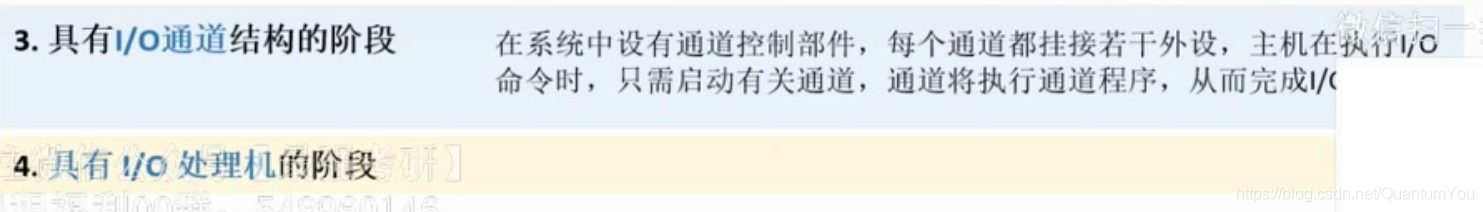 3. 具有I/O通道结构的阶段
在系统中设有通道控制部件，每个通道都挂接若干外设，主机在执行I/O
命令时，只需启动有关通道，通道将执行通道程序，从而完成I/
4. 具有 I/O 处理机的阶段
https://blog.csdn.net/QuantumYou